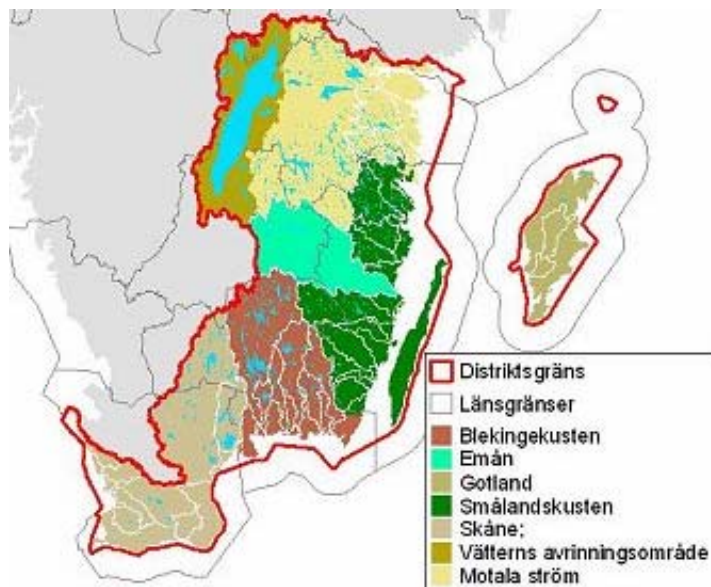 Distriktsgräns
Länsgränser
Blekingekusten
Emån
Gotland
Smålandskusten
Skåne;
Vätterns avrinningsområde
Motala ström